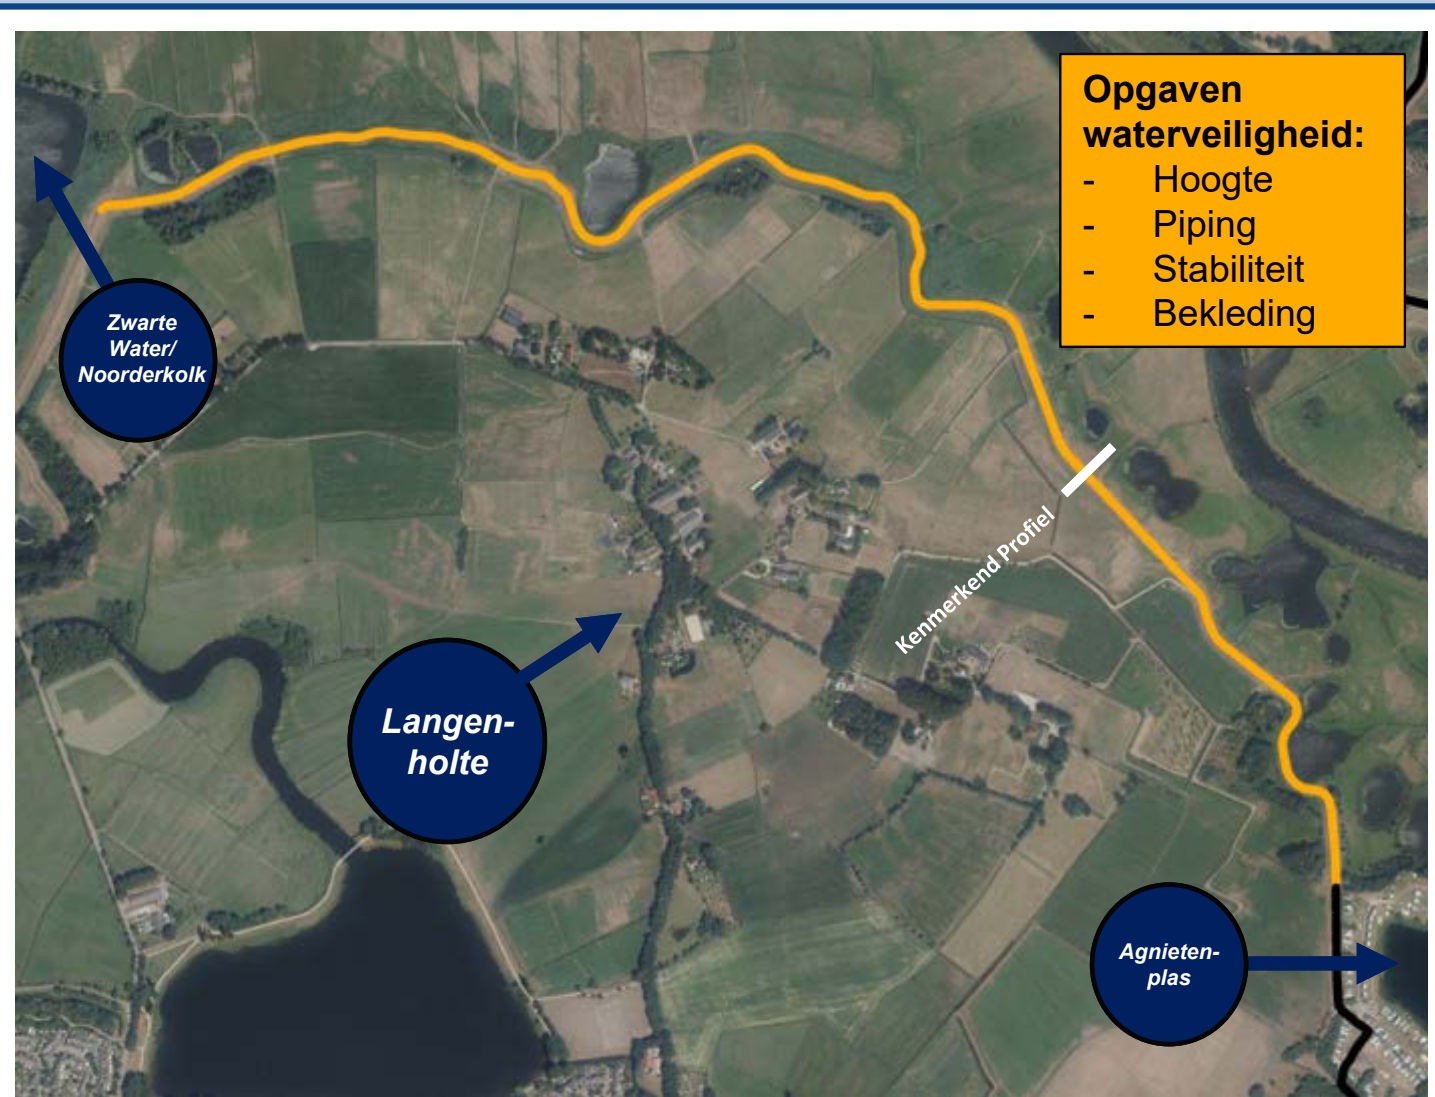 Opgaven
waterveiligheid:
- Hoogte
- Piping
- Stabiliteit
- Bekleding
Zwarte
Water/
Noorderkolk
Kenmerkend Profiel
Langen-
holte
Agnieten-
plas